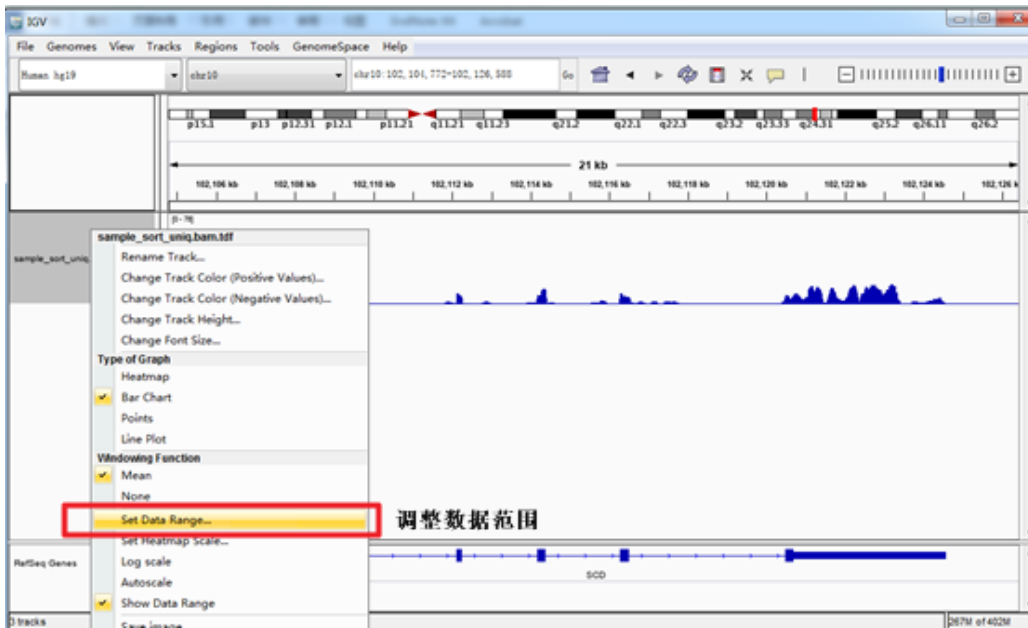 IGV
File Genomes View Tracks Regions Tools GenomeSpace Help
Human hg19 chr10 chr10:102,104,772-102,126,588 Go
p15.1 p13 p12.31 p12.1 p11.21 q11.21 q11.23 q21.2 q22.1 q22.3 q23.2 q23.33 q24.31 q25.2 q26.11 q26.2
21 kb
102,106 kb 102,108 kb 102,110 kb 102,112 kb 102,114 kb 102,116 kb 102,118 kb 102,120 kb 102,122 kb 102,124 kb 102,126 k
[0 - 78]
sample_sort_uniq.
sample_sort_uniq.bam.tdf
Rename Track...
Change Track Color (Positive Values)...
Change Track Color (Negative Values)...
Change Track Height...
Change Font Size...
Type of Graph
Heatmap
Bar Chart
Points
Line Plot
Windowing Function
Mean
None
Set Data Range...
调整数据范围
Set Heatmap Scale...
Log scale
Autoscale
Show Data Range
Save image
RefSeq Genes
SCD
3 tracks
267M of 402M